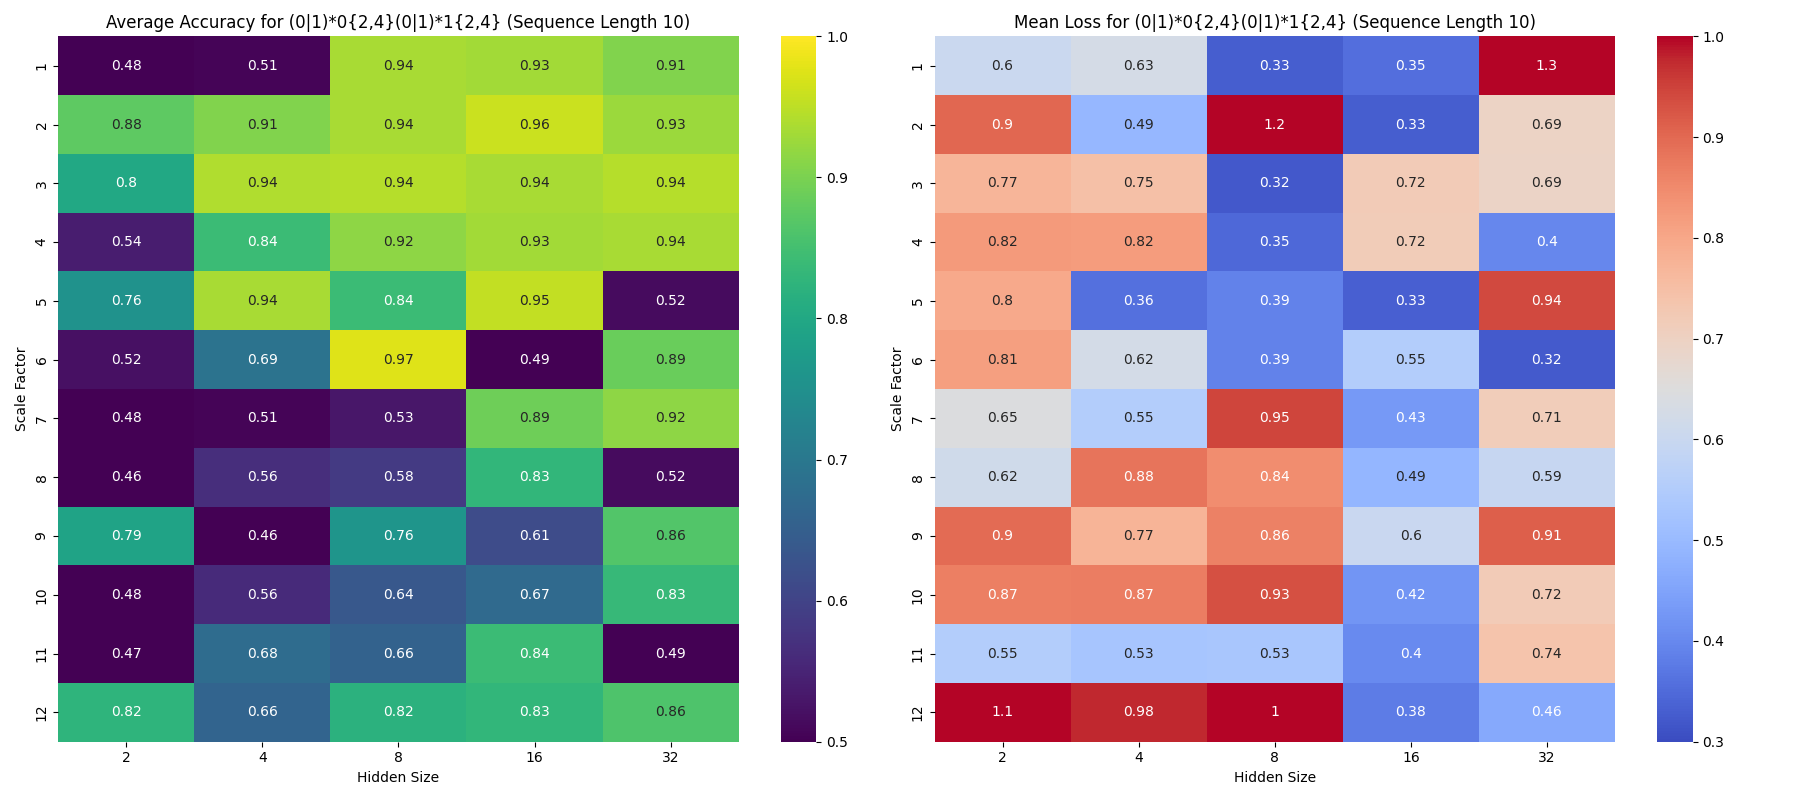 Average Accuracy for (0|1)*0{2,4}(0|1)*1{2,4} (Sequence Length 10)
1 0.48 0.51 0.94 0.93 0.91
2 0.88 0.91 0.94 0.96 0.93
3 0.8 0.94 0.94 0.94 0.94
4 0.54 0.84 0.92 0.93 0.94
5 0.76 0.94 0.84 0.95 0.52
6 0.52 0.69 0.97 0.49 0.89
7 0.48 0.51 0.53 0.89 0.92
8 0.46 0.56 0.58 0.83 0.52
9 0.79 0.46 0.76 0.61 0.86
10 0.48 0.56 0.64 0.67 0.83
11 0.47 0.68 0.66 0.84 0.49
12 0.82 0.66 0.82 0.83 0.86
2 4 8 16 32
Hidden Size
Scale Factor
1.0
0.9
0.8
0.7
0.6
0.5
Mean Loss for (0|1)*0{2,4}(0|1)*1{2,4} (Sequence Length 10)
1 0.6 0.63 0.33 0.35 1.3
2 0.9 0.49 1.2 0.33 0.69
3 0.77 0.75 0.32 0.72 0.69
4 0.82 0.82 0.35 0.72 0.4
5 0.8 0.36 0.39 0.33 0.94
6 0.81 0.62 0.39 0.55 0.32
7 0.65 0.55 0.95 0.43 0.71
8 0.62 0.88 0.84 0.49 0.59
9 0.9 0.77 0.86 0.6 0.91
10 0.87 0.87 0.93 0.42 0.72
11 0.55 0.53 0.53 0.4 0.74
12 1.1 0.98 1 0.38 0.46
2 4 8 16 32
Hidden Size
Scale Factor
1.0
0.9
0.8
0.7
0.6
0.5
0.4
0.3